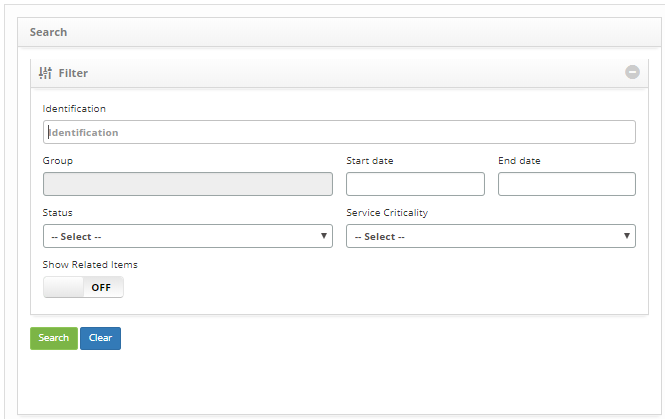 Search
Filter
Identification
Identification
Group Start date End date
Status Service Criticality
-- Select -- -- Select --
Show Related Items
OFF
Search Clear